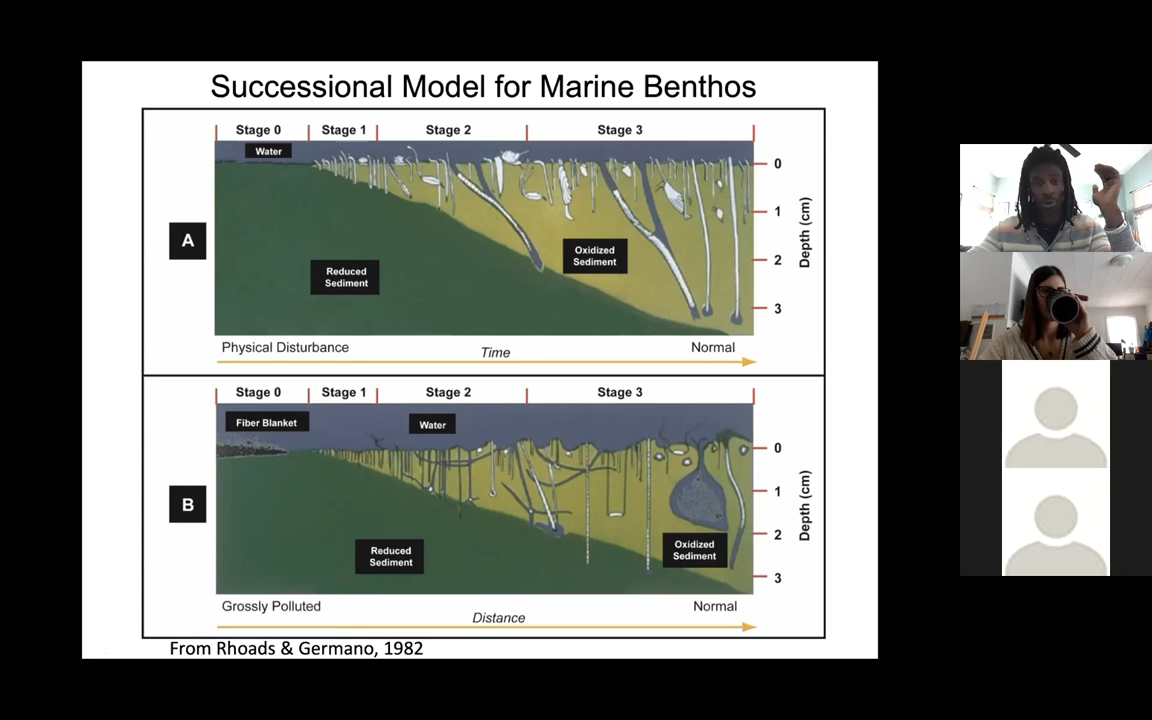 Successional Model for Marine Benthos
Stage 0 Stage 1 Stage 2 Stage 3
Water
0
1
2
3
Depth (cm)
A
Oxidized
Sediment
Reduced
Sediment
Physical Disturbance Time Normal
Stage 0 Stage 1 Stage 2 Stage 3
Fiber Blanket
Water
0
1
2
3
Depth (cm)
B
Reduced
Sediment
Oxidized
Sediment
Grossly Polluted Distance Normal
From Rhoads & Germano, 1982